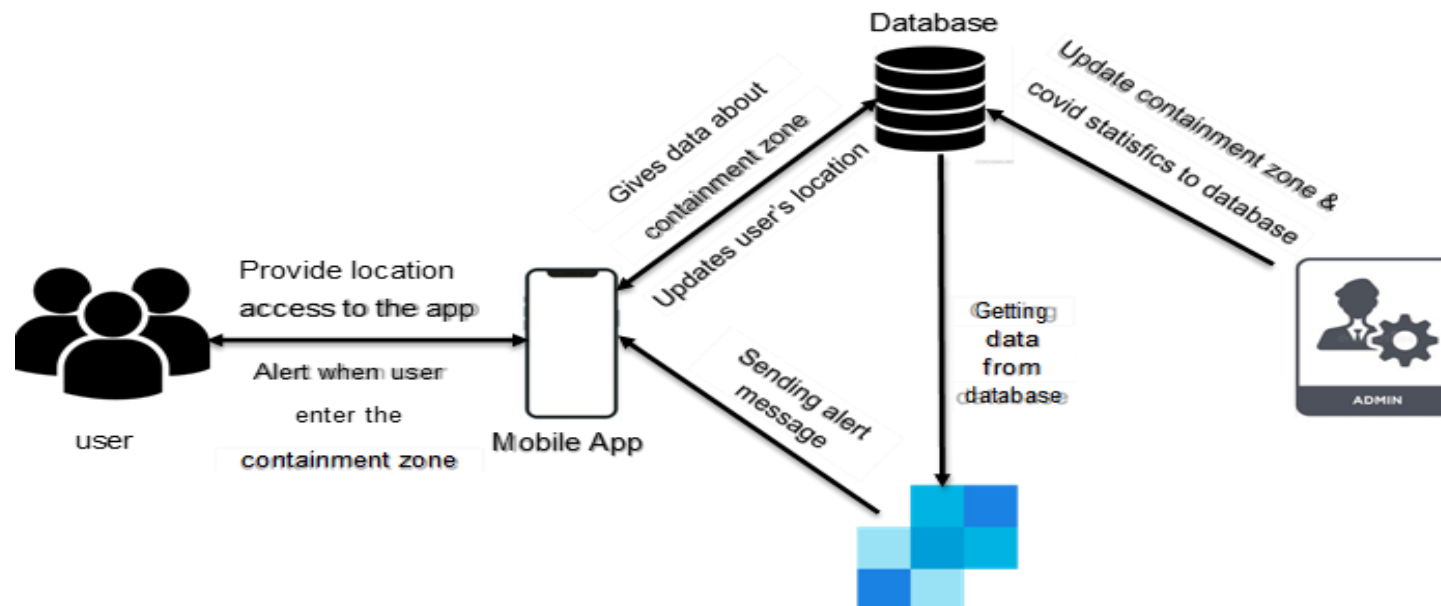 Database
Update containment zone &
covid statisfics to database
Gives data about
containment zone
Updates user's location
Provide location
access to the app
Alert when user
enter the
containment zone
user
Mobile App
Sending alert
message
Getting
data
from
database
ADMIN